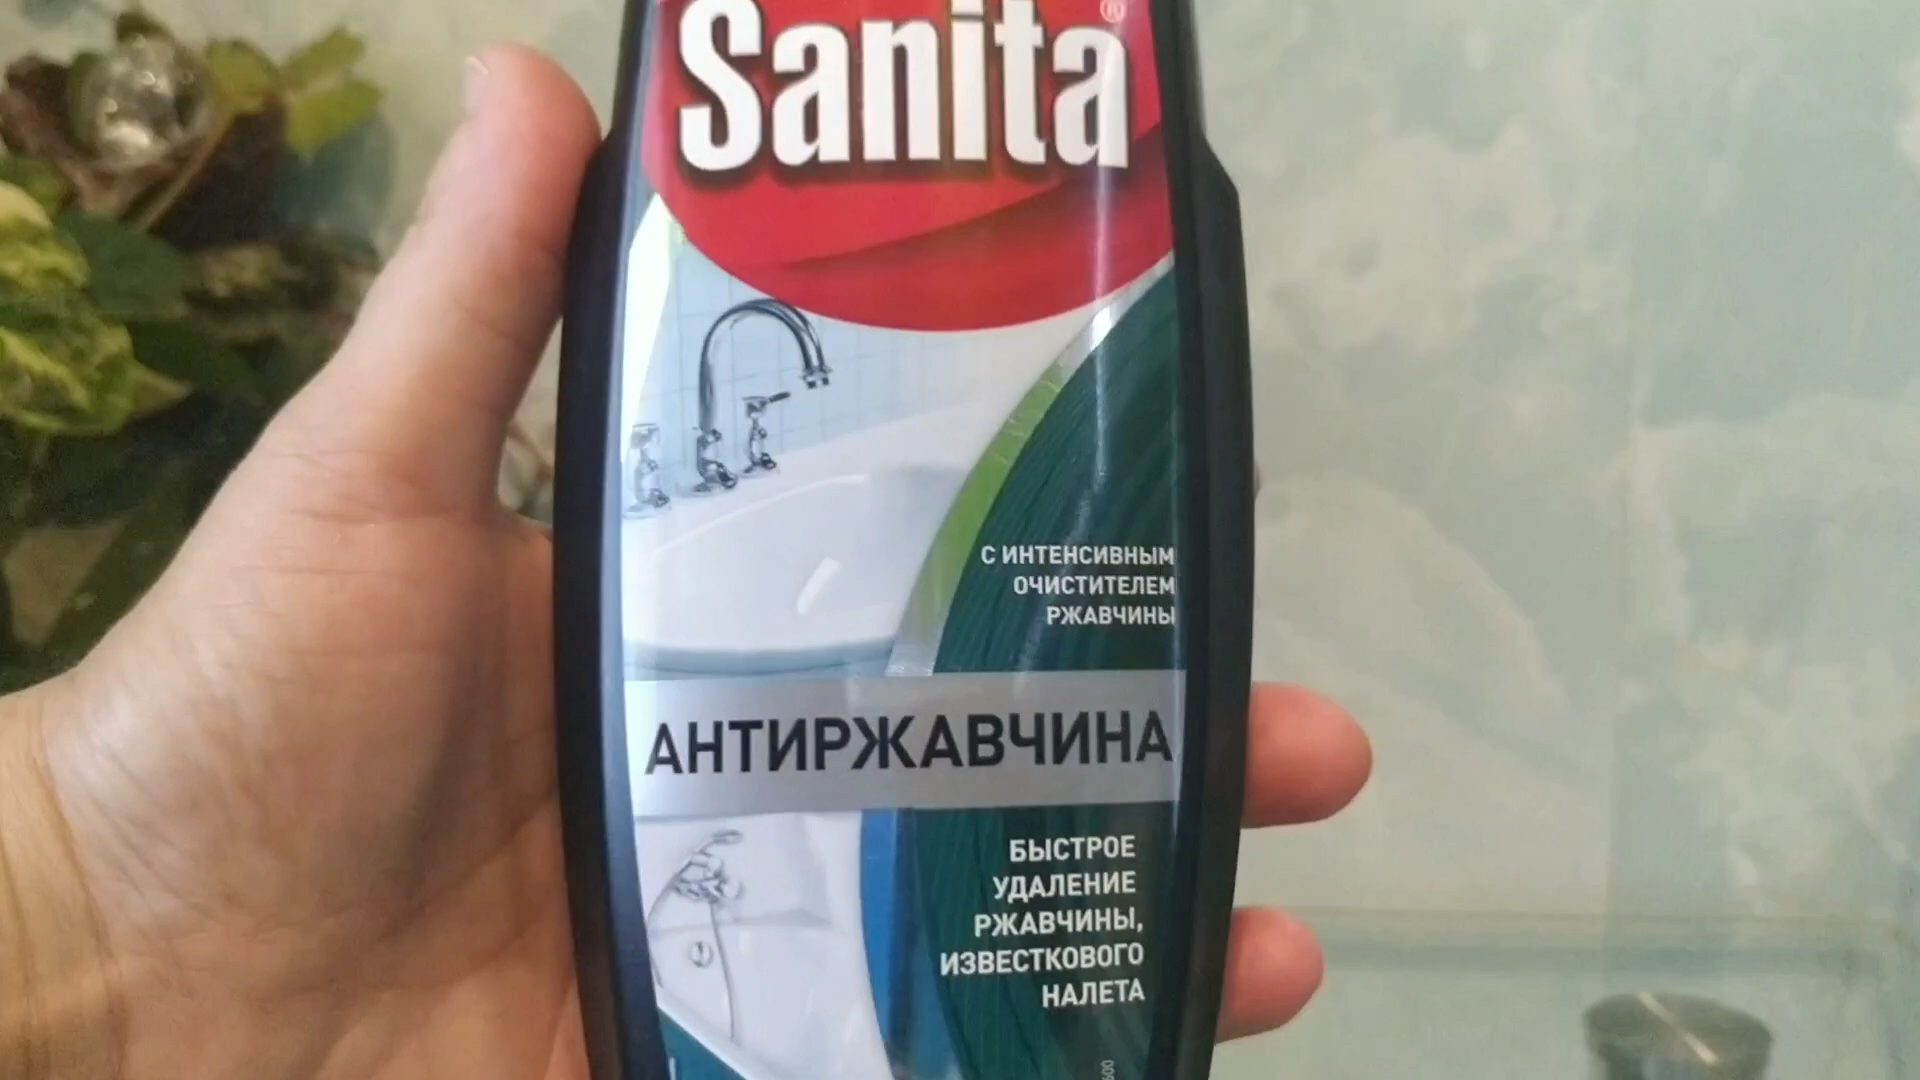 Sanita®
С ИНТЕНСИВНЫМ
ОЧИСТИТЕЛЕМ
РЖАВЧИНЫ
АНТИРЖАВЧИНА
БЫСТРОЕ
УДАЛЕНИЕ
РЖАВЧИНЫ,
ИЗВЕСТКОВОГО
НАЛЕТА